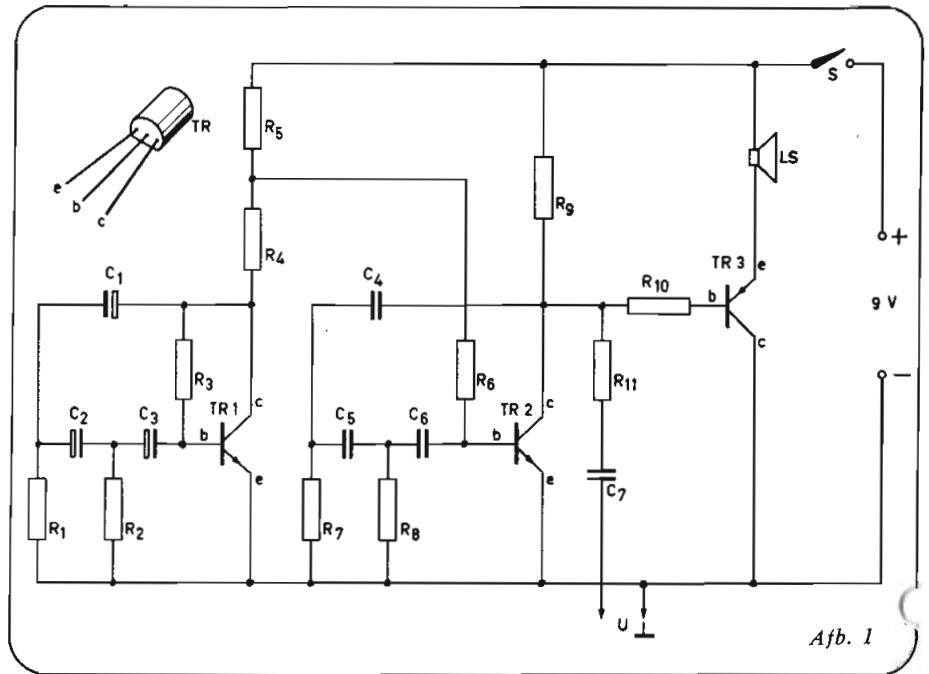 S
R5
TR
LS
e
b
c
R9
+
R4
TR 3
e
C1
C4
R10
b
9 V
R3
R6
R11
c
−
C2
C3
TR 1
c
C5
C6
TR 2
c
b
b
e
e
C7
R1
R2
R7
R8
U
Afb. 1